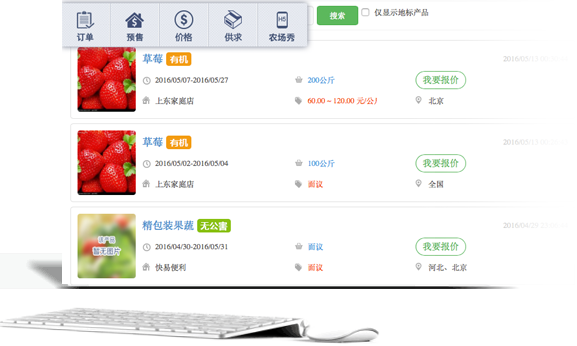 订单 预售 价格 供求 农场秀
搜索 仅显示地标产品
草莓 有机
2016/05/07-2016/05/27 200公斤 我要报价
上东家庭店 60.00 ~ 120.00 元/公斤 北京
草莓 有机
2016/05/02-2016/05/04 100公斤 我要报价
上东家庭店 面议 全国
精包装果蔬 无公害
暂无图片
2016/04/30-2016/05/31 面议 我要报价
快易便利 面议 河北、北京